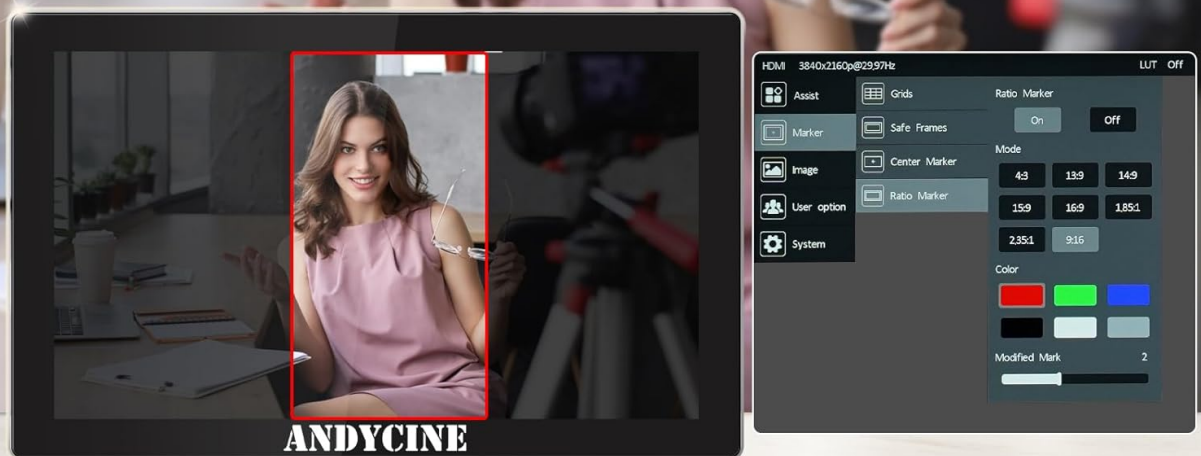 ANDYCINE
HDMI 3840x2160p@29,97Hz LUT Off
Assist
Marker
Image
User option
System
Grids
Safe Frames
Center Marker
Ratio Marker
Ratio Marker
On Off
Mode
4:3 13:9 14:9
15:9 16:9 1,85:1
2,35:1 9:16
Color
Modified Mark 2